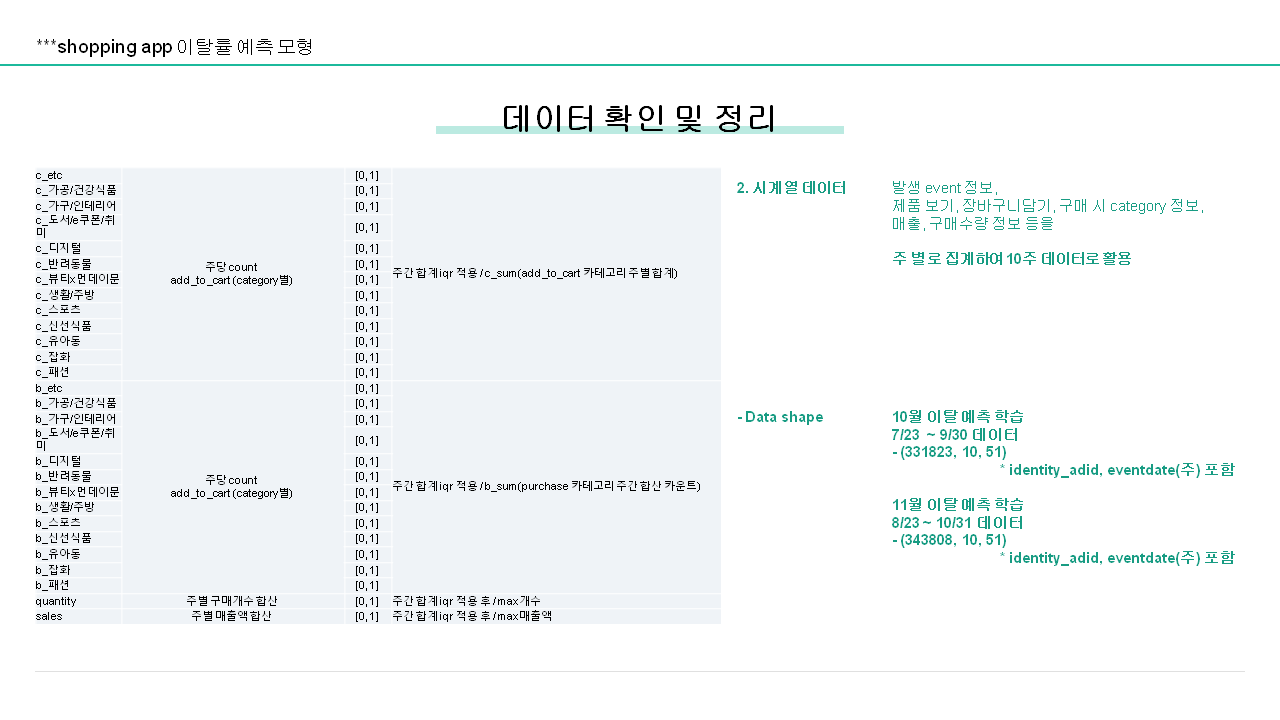 ***shopping app 이탈률 예측 모형
데이터 확인 및 정리
c_etc [0,1]
c_가공/건강식품 [0,1]
c_가구/인테리어 [0,1]
c_도서/e쿠폰/취
미 [0,1]
c_디지털 [0,1]
c_반려동물 [0,1]
c_뷰티x먼데이문 [0,1]
c_생활/주방 [0,1]
c_스포츠 [0,1]
c_신선식품 [0,1]
c_유아동 [0,1]
c_잡화 [0,1]
c_패션 [0,1]
주당 count
add_to_cart (category별)
주간 합계 iqr 적용 / c_sum(add_to_cart 카테고리 주별 합계)
b_etc [0,1]
b_가공/건강식품 [0,1]
b_가구/인테리어 [0,1]
b_도서/e쿠폰/취
미 [0,1]
b_디지털 [0,1]
b_반려동물 [0,1]
b_뷰티x먼데이문 [0,1]
b_생활/주방 [0,1]
b_스포츠 [0,1]
b_신선식품 [0,1]
b_유아동 [0,1]
b_잡화 [0,1]
b_패션 [0,1]
주당 count
add_to_cart (category별)
주간 합계 iqr 적용 / b_sum(purchase 카테고리 주간 합산 카운트)
quantity 주별 구매개수 합산 [0,1] 주간 합계 iqr 적용 후 / max 개수
sales 주별 매출액 합산 [0,1] 주간 합계 iqr 적용 후 / max 매출액
2. 시계열 데이터
발생 event 정보,
제품 보기, 장바구니담기, 구매 시 category 정보,
매출, 구매수량 정보 등을
주 별로 집계하여 10주 데이터로 활용
- Data shape
10월 이탈 예측 학습
7/23 ~ 9/30 데이터
- (331823, 10, 51)
* identity_adid, eventdate(주) 포함
11월 이탈 예측 학습
8/23 ~ 10/31 데이터
- (343808, 10, 51)
* identity_adid, eventdate(주) 포함